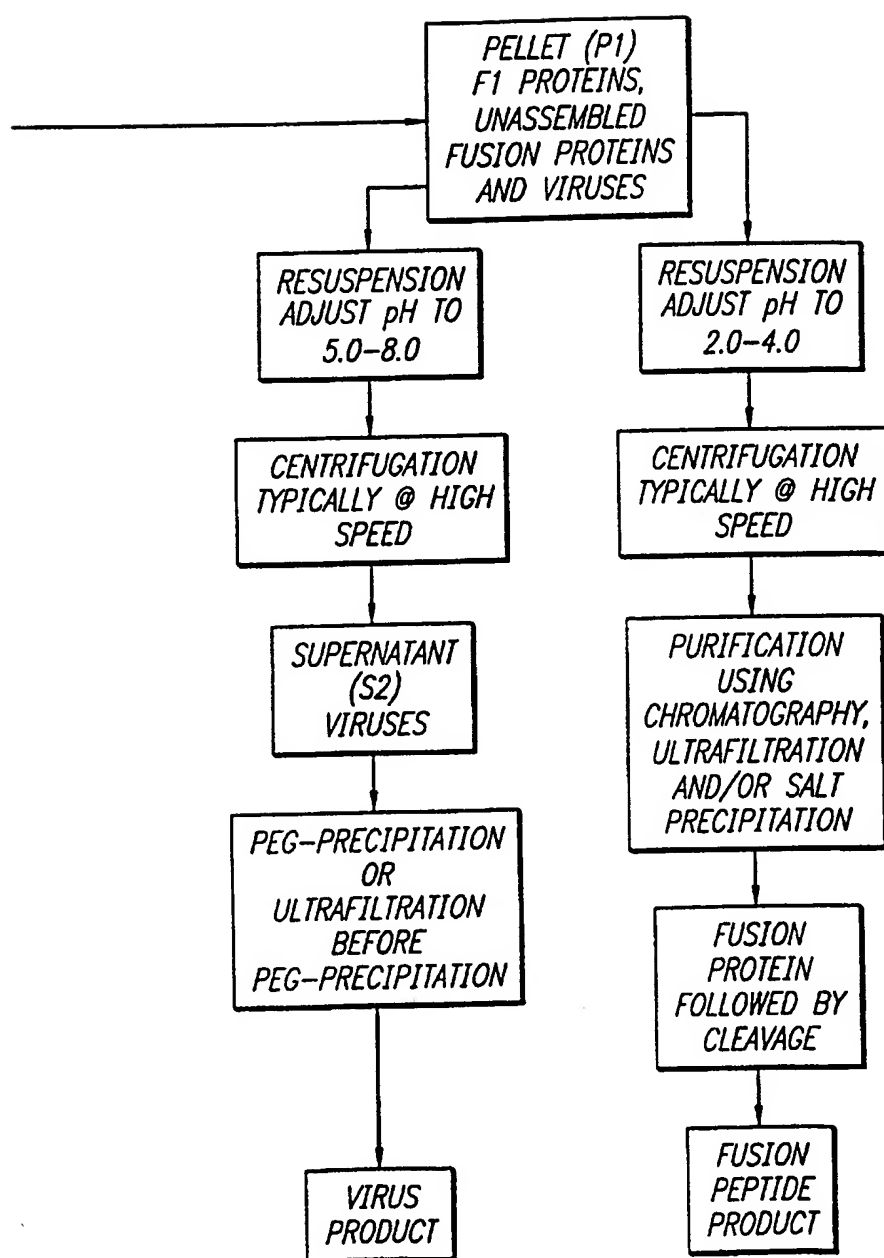 PELLET (P1)
F1 PROTEINS,
UNASSEMBLED
FUSION PROTEINS
AND VIRUSES
RESUSPENSION
ADJUST pH TO
5.0-8.0
CENTRIFUGATION
TYPICALLY @ HIGH
SPEED
SUPERNATANT
(S2)
VIRUSES
PEG-PRECIPITATION
OR
ULTRAFILTRATION
BEFORE
PEG-PRECIPITATION
VIRUS
PRODUCT
RESUSPENSION
ADJUST pH TO
2.0-4.0
CENTRIFUGATION
TYPICALLY @ HIGH
SPEED
PURIFICATION
USING
CHROMATOGRAPHY,
ULTRAFILTRATION
AND/OR SALT
PRECIPITATION
FUSION
PROTEIN
FOLLOWED BY
CLEAVAGE
FUSION
PEPTIDE
PRODUCT